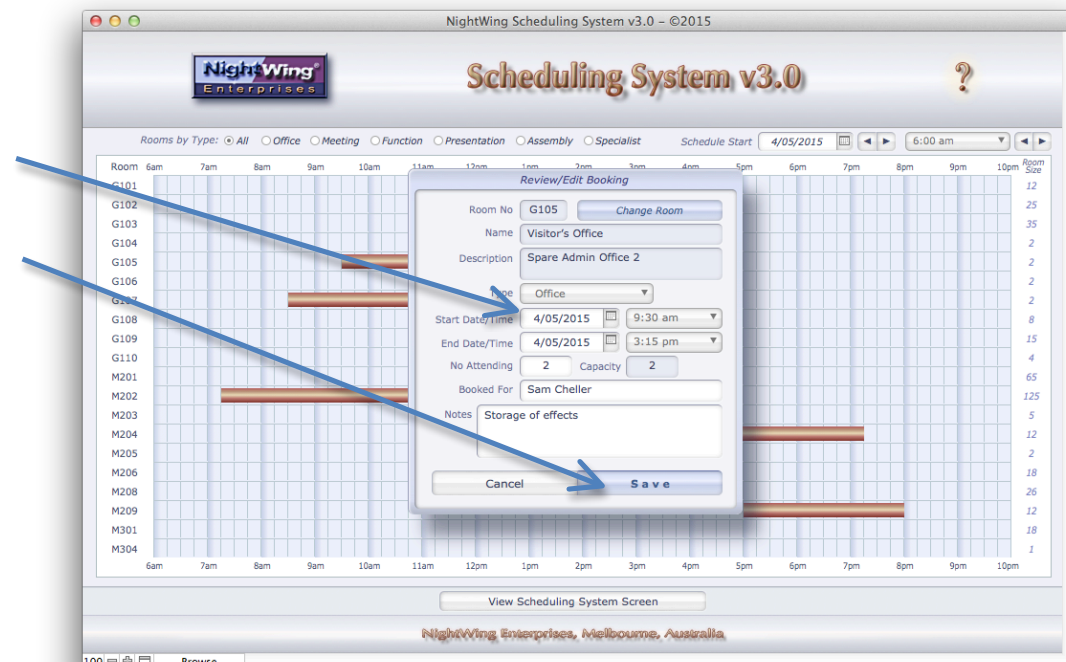 NightWing Scheduling System v3.0 – ©2015
NightWing®
Enterprises
Scheduling System v3.0
?
Rooms by Type: All Office Meeting Function Presentation Assembly Specialist Schedule Start 4/05/2015 6:00 am
Room 6am 7am 8am 9am 10am 11am 12pm 1pm 2pm 3pm 4pm 5pm 6pm 7pm 8pm 9pm 10pm Room Size
G101 12
G102 25
G103 35
G104 2
G105 2
G106 2
G107 2
G108 8
G109 15
G110 4
M201 65
M202 125
M203 5
M204 12
M205 2
M206 18
M208 26
M209 12
M301 18
M304 1
6am 7am 8am 9am 10am 11am 12pm 1pm 2pm 3pm 4pm 5pm 6pm 7pm 8pm 9pm 10pm
Review/Edit Booking
Room No G105 Change Room
Name Visitor's Office
Description Spare Admin Office 2
Type Office
Start Date/Time 4/05/2015 9:30 am
End Date/Time 4/05/2015 3:15 pm
No Attending 2 Capacity 2
Booked For Sam Cheller
Notes Storage of effects
Cancel Save
View Scheduling System Screen
NightWing Enterprises, Melbourne, Australia
100 Browse